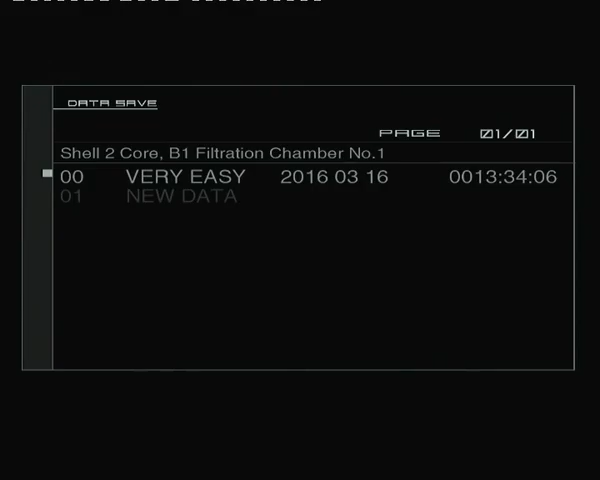 DATA SAVE
PAGE 01/01
Shell 2 Core, B1 Filtration Chamber No.1
00 VERY EASY 2016 03 16 0013:34:06
01 NEW DATA